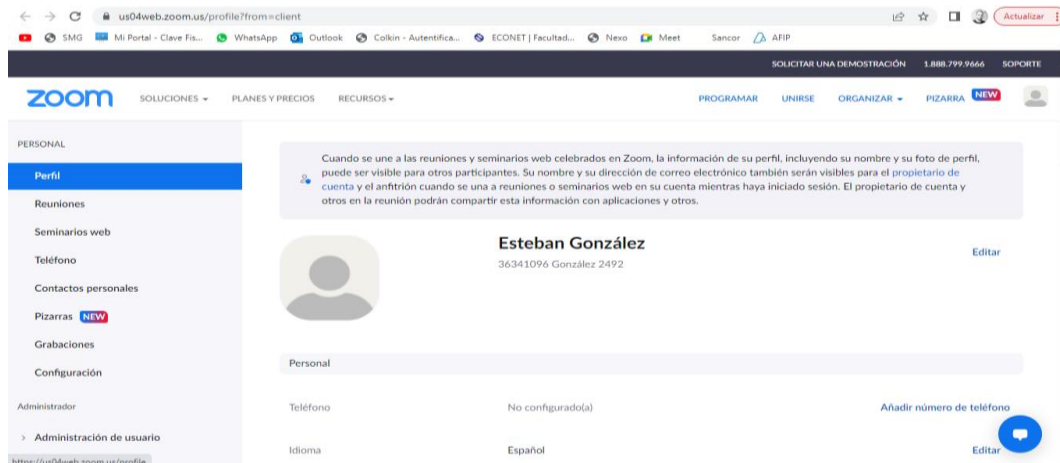 us04web.zoom.us/profile?from=client
Actualizar
SMG Mi Portal - Clave Fis... WhatsApp Outlook Colkin - Autentifica... ECONET | Facultad... Nexo Meet Sancor AFIP
SOLICITAR UNA DEMOSTRACIÓN 1.888.799.9666 SOPORTE
zoom SOLUCIONES PLANES Y PRECIOS RECURSOS PROGRAMAR UNIRSE ORGANIZAR PIZARRA NEW
PERSONAL
Perfil
Reuniones
Seminarios web
Teléfono
Contactos personales
Pizarras NEW
Grabaciones
Configuración
Administrador
Administración de usuario
https://us04web.zoom.us/profile
Cuando se une a las reuniones y seminarios web celebrados en Zoom, la información de su perfil, incluyendo su nombre y su foto de perfil,
puede ser visible para otros participantes. Su nombre y su dirección de correo electrónico también serán visibles para el propietario de
cuenta y el anfitrión cuando se una a reuniones o seminarios web en su cuenta mientras haya iniciado sesión. El propietario de cuenta y
otros en la reunión podrán compartir esta información con aplicaciones y otros.
Esteban González
Editar
36341096 González 2492
Personal
Teléfono No configurado(a) Añadir número de teléfono
Idioma Español Editar